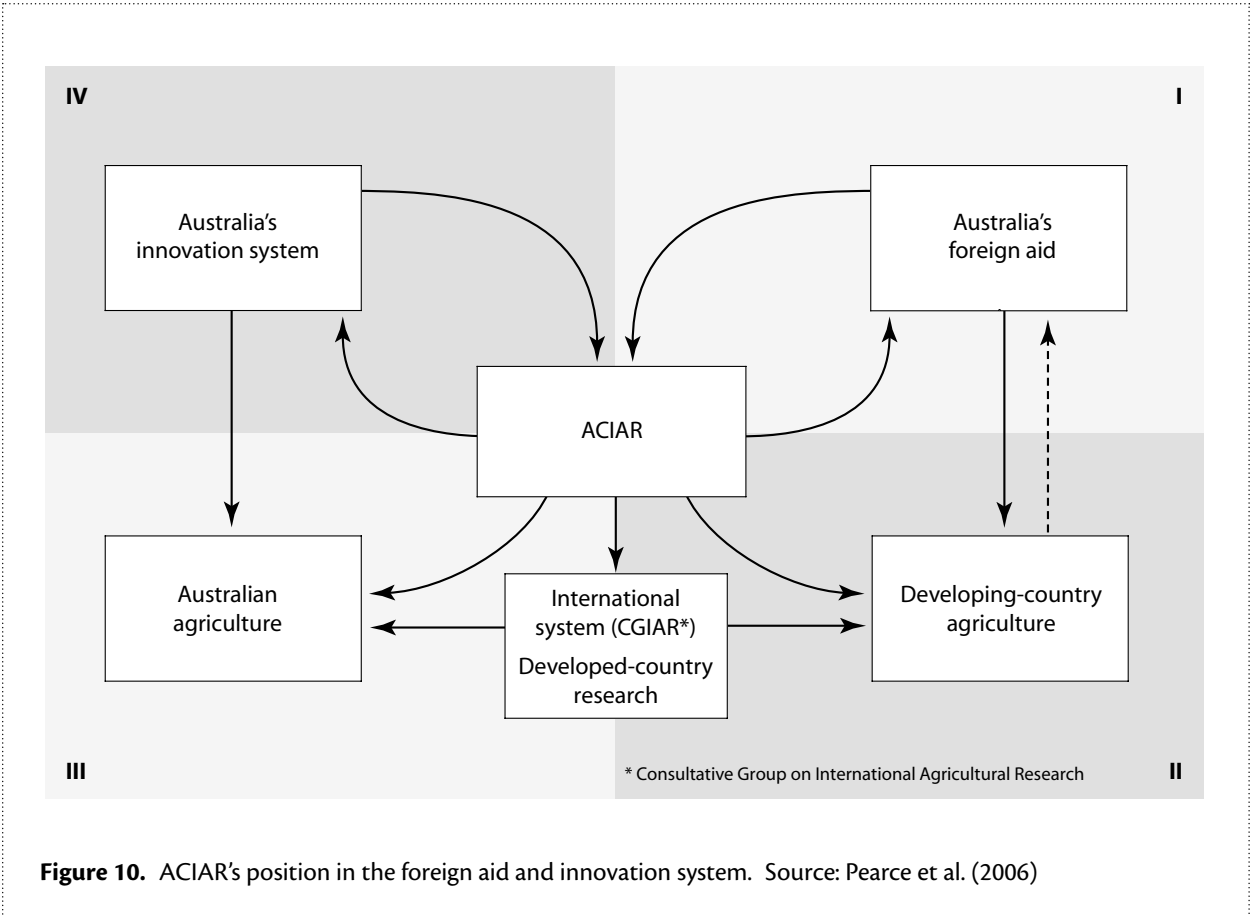 IV
I
Australia's
innovation system
Australia's
foreign aid
ACIAR
Australian
agriculture
International
system (CGIAR*)
Developed-country
research
Developing-country
agriculture
III
* Consultative Group on International Agricultural Research
II
Figure 10. ACIAR's position in the foreign aid and innovation system. Source: Pearce et al. (2006)